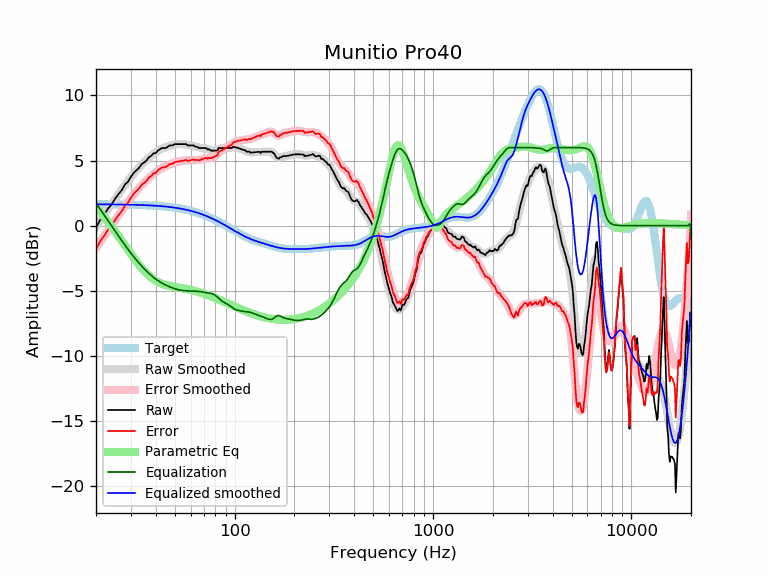 Munitio Pro40
Amplitude (dBr)
10
5
0
−5
−10
−15
−20
Target
Raw Smoothed
Error Smoothed
Raw
Error
Parametric Eq
Equalization
Equalized smoothed
100
1000
10000
Frequency (Hz)